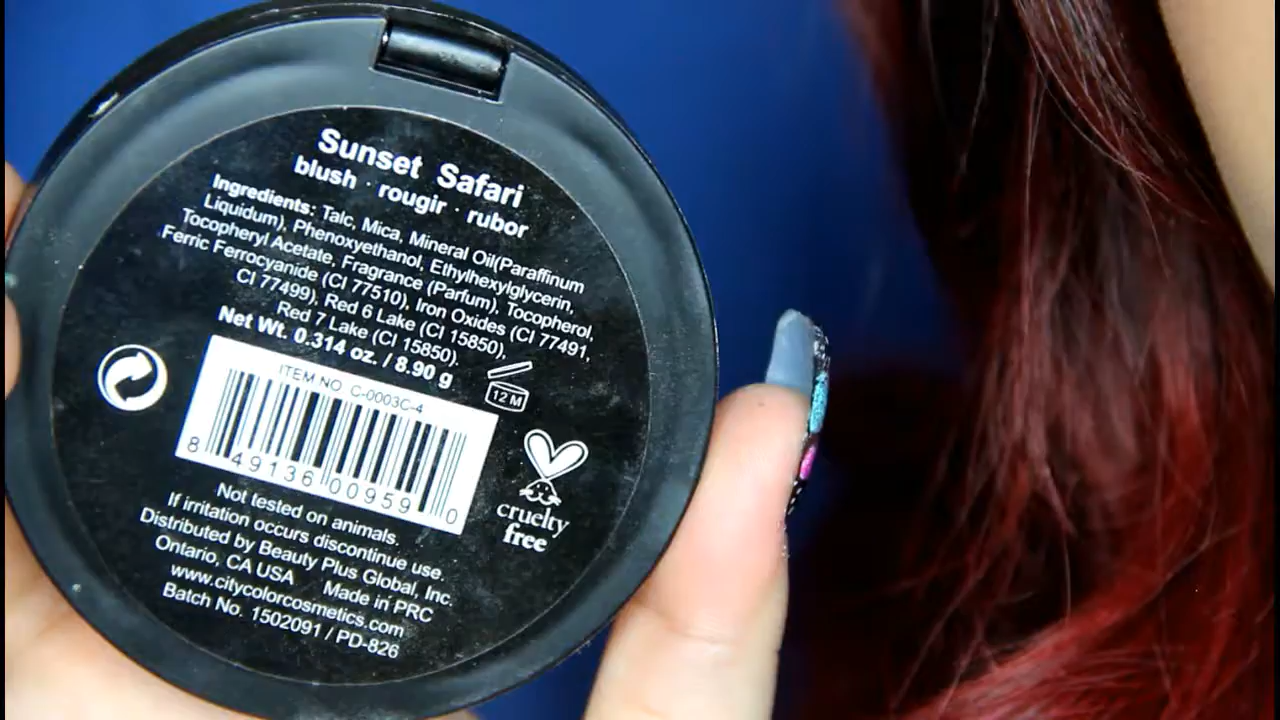 Sunset Safari
blush · rougir · rubor
Ingredients: Talc, Mica, Mineral Oil(Paraffinum
Liquidum), Phenoxyethanol, Ethylhexylglycerin,
Tocopheryl Acetate, Fragrance (Parfum), Tocopherol,
Ferric Ferrocyanide (CI 77510), Iron Oxides (CI 77491,
CI 77499), Red 6 Lake (CI 15850),
Red 7 Lake (CI 15850).
Net Wt. 0.314 oz. / 8.90 g
12 M
ITEM NO. C-0003C-4
8 49136 00959 0
cruelty
free
Not tested on animals.
If irritation occurs discontinue use.
Distributed by Beauty Plus Global, Inc.
Ontario, CA USA Made in PRC
www.citycolorcosmetics.com
Batch No. 1502091 / PD-826